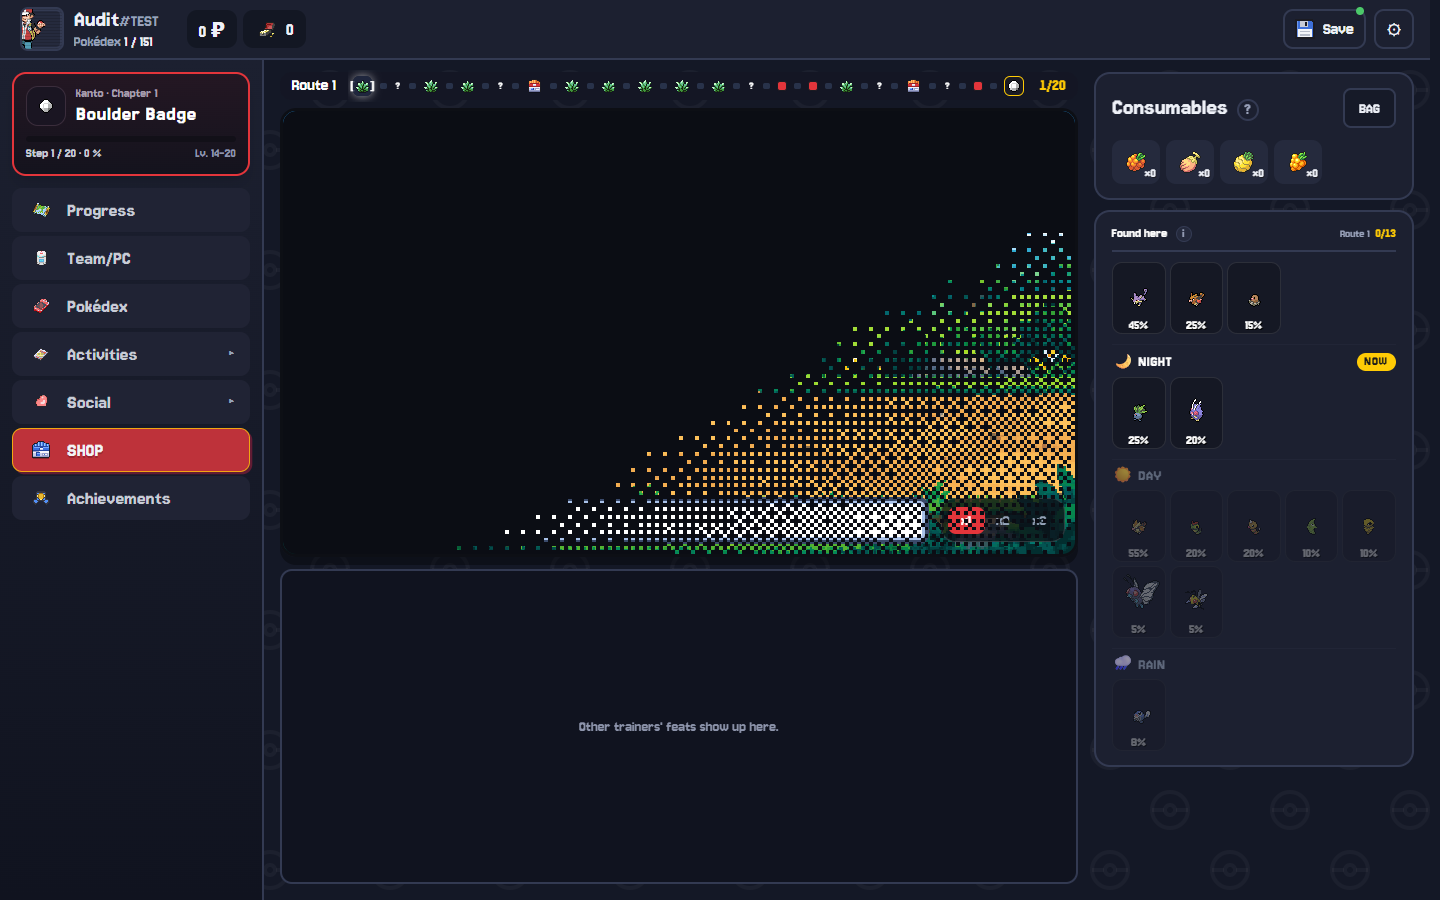 Audit#TEST
Pokédex 1 / 151
0 ₽
0
Save
Kanto · Chapter 1
Boulder Badge
Step 1 / 20 · 0 %
Lv. 14-20
Progress
Team/PC
Pokédex
Activities
Social
SHOP
Achievements
Route 1
1/20
Other trainers' feats show up here.
Consumables ?
BAG
x0
x0
x0
x0
Found here i
Route 1 0/13
45%
25%
15%
NIGHT
NOW
25%
20%
DAY
55%
20%
20%
10%
10%
5%
5%
RAIN
8%